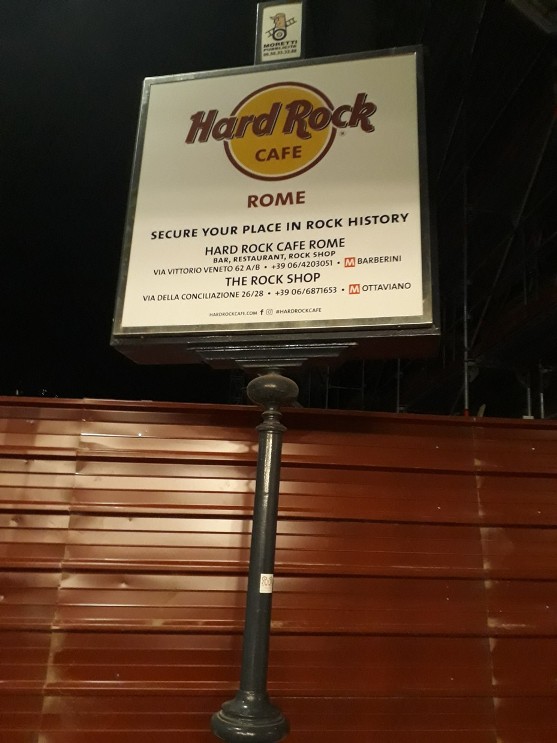 MORETTI
PUBBLICITÀ
Hard Rock
CAFE
ROME
SECURE YOUR PLACE IN ROCK HISTORY
HARD ROCK CAFE ROME
BAR, RESTAURANT, ROCK SHOP
VIA VITTORIO VENETO 62 A/B • +39 06/4203051 • M BARBERINI
THE ROCK SHOP
VIA DELLA CONCILIAZIONE 26/28 • +39 06/6871653 • M OTTAVIANO
HARDROCKCAFE.COM f #HARDROCKCAFE